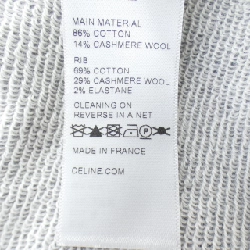 MAIN MATERIAL
86% COTTON
14% CASHMERE WOOL
RIB
69% COTTON
29% CASHMERE WOOL
2% ELASTANE
CLEANING ON
REVERSE IN A NET
MADE IN FRANCE
CELINE.COM